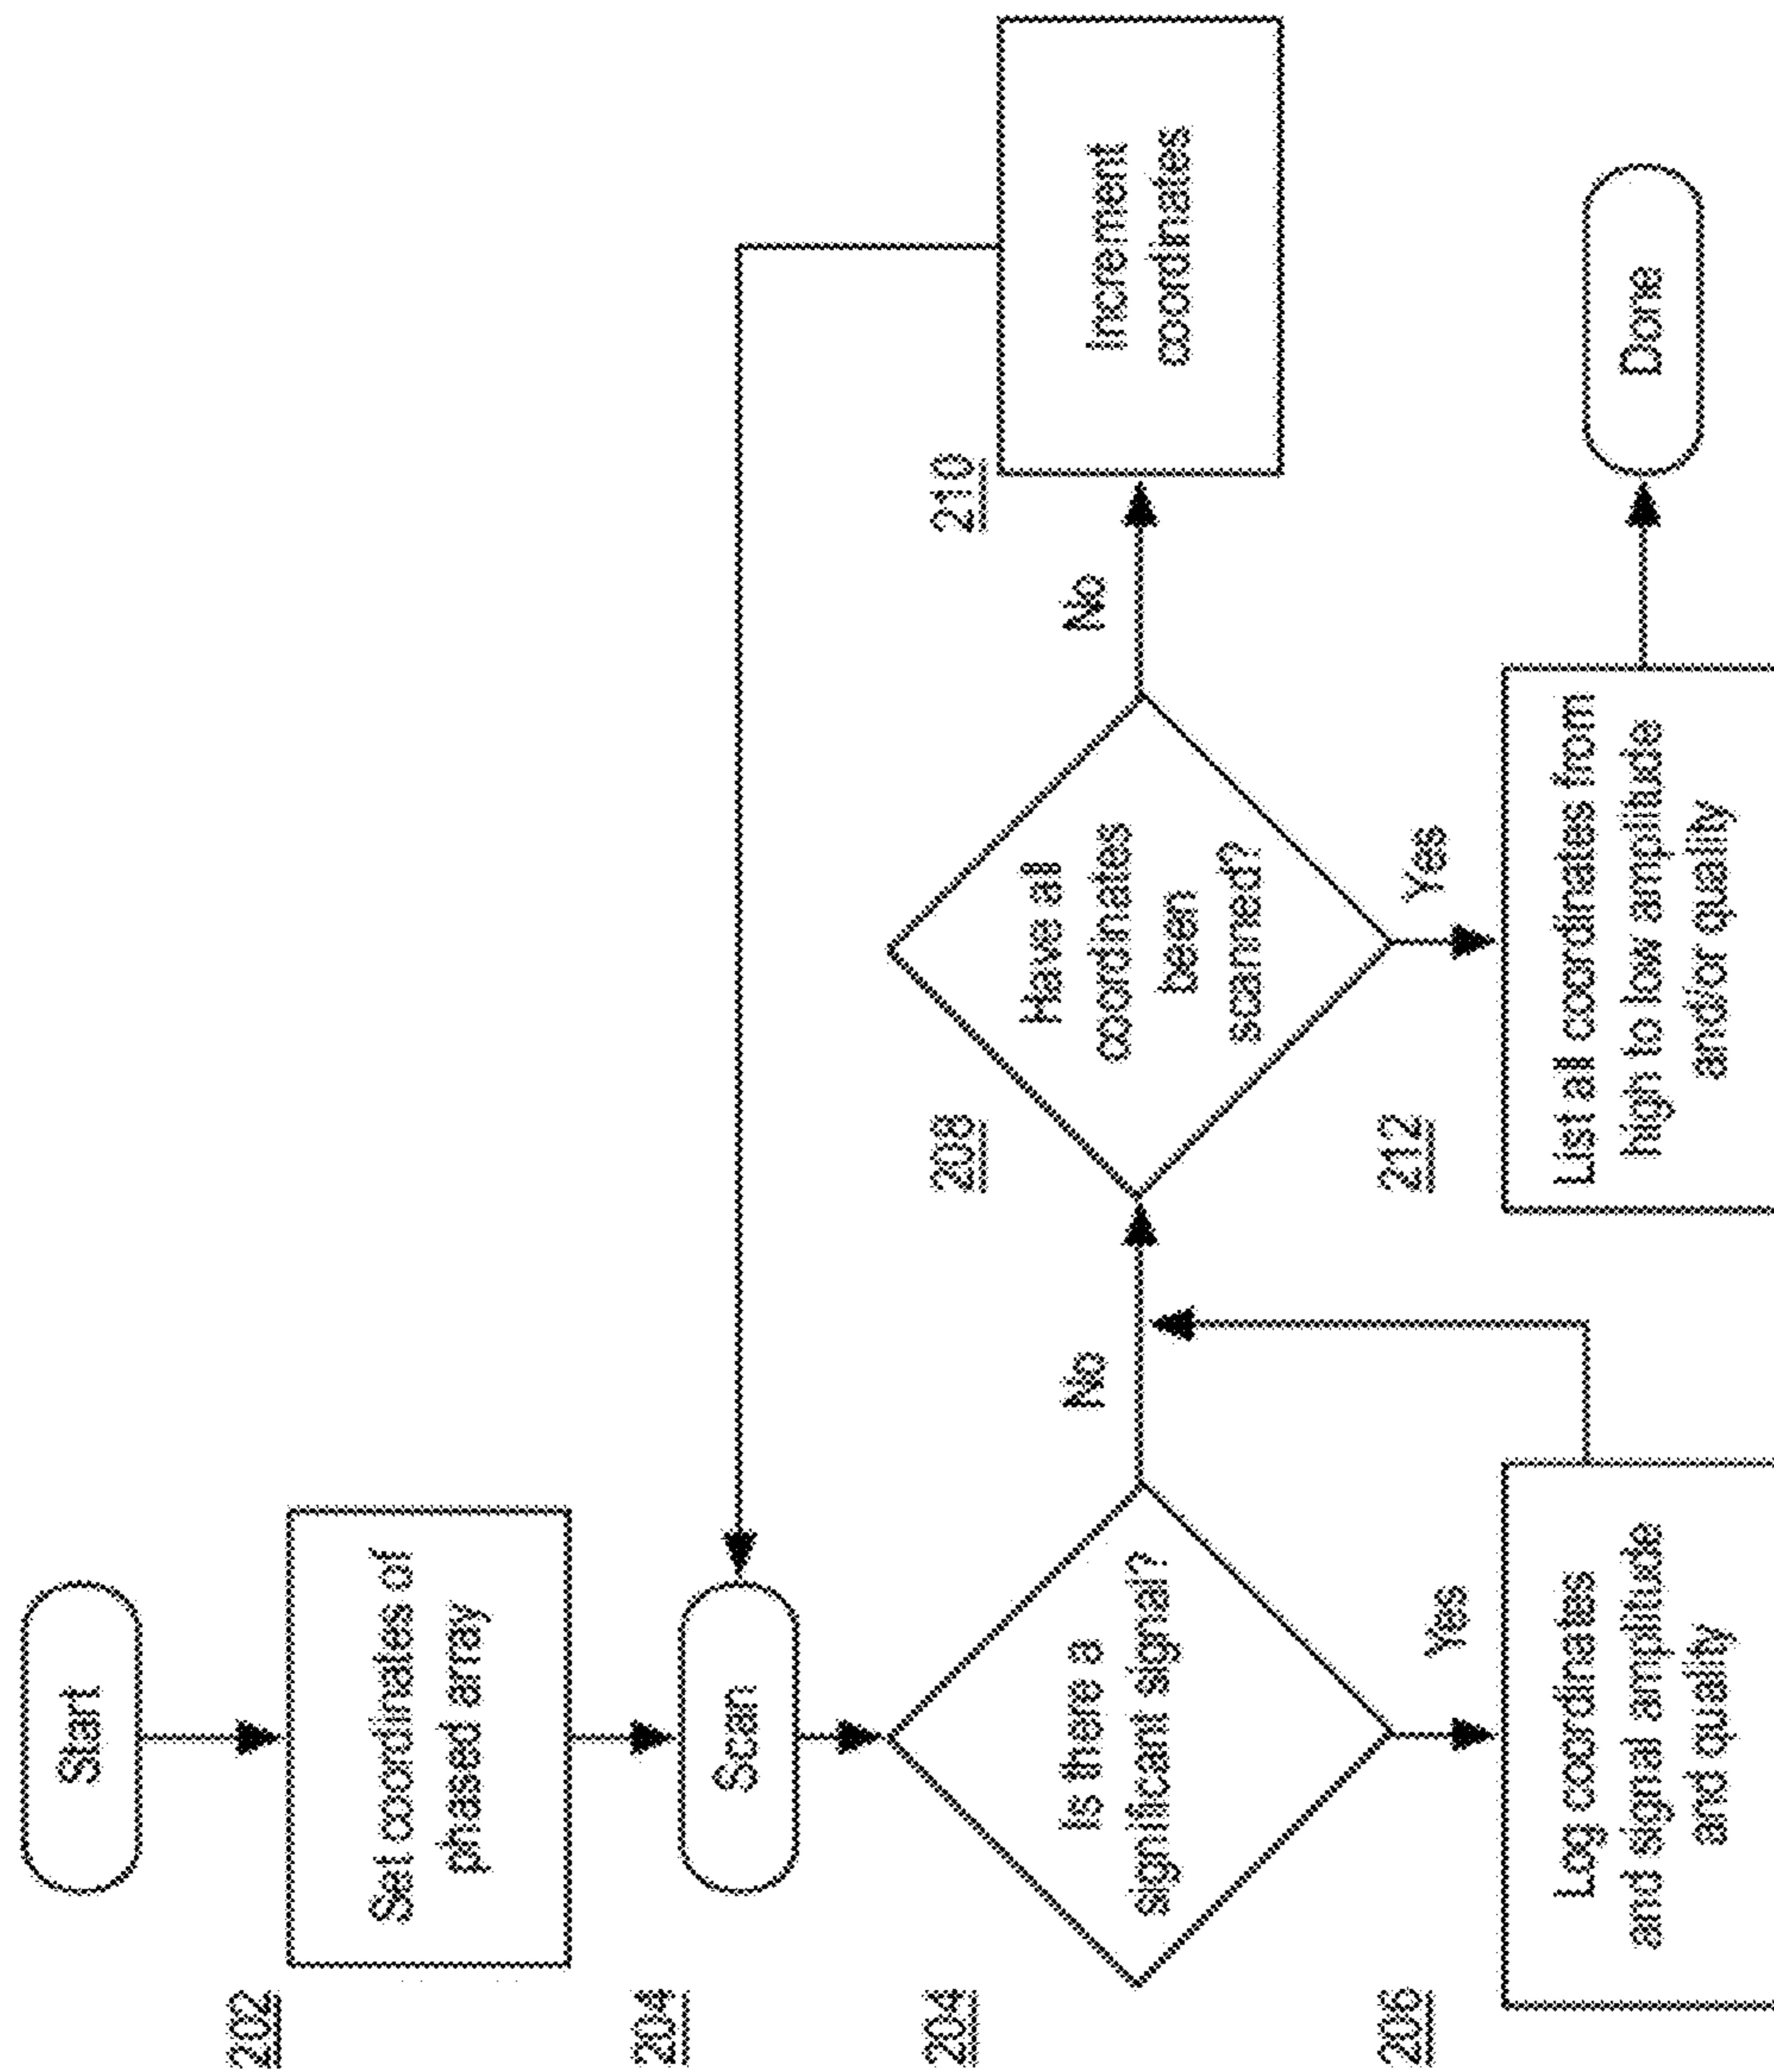 Start
202
Set coordinates of
phased array
204
Scan
204
Is there a
significant signal?
No
Yes
206
Log coordinates
and signal amplitude
and quality
208
Have all
coordinates
been
scanned?
No
Yes
210
Increment
coordinates
212
List all coordinates from
high to low amplitude
and/or quality
Done